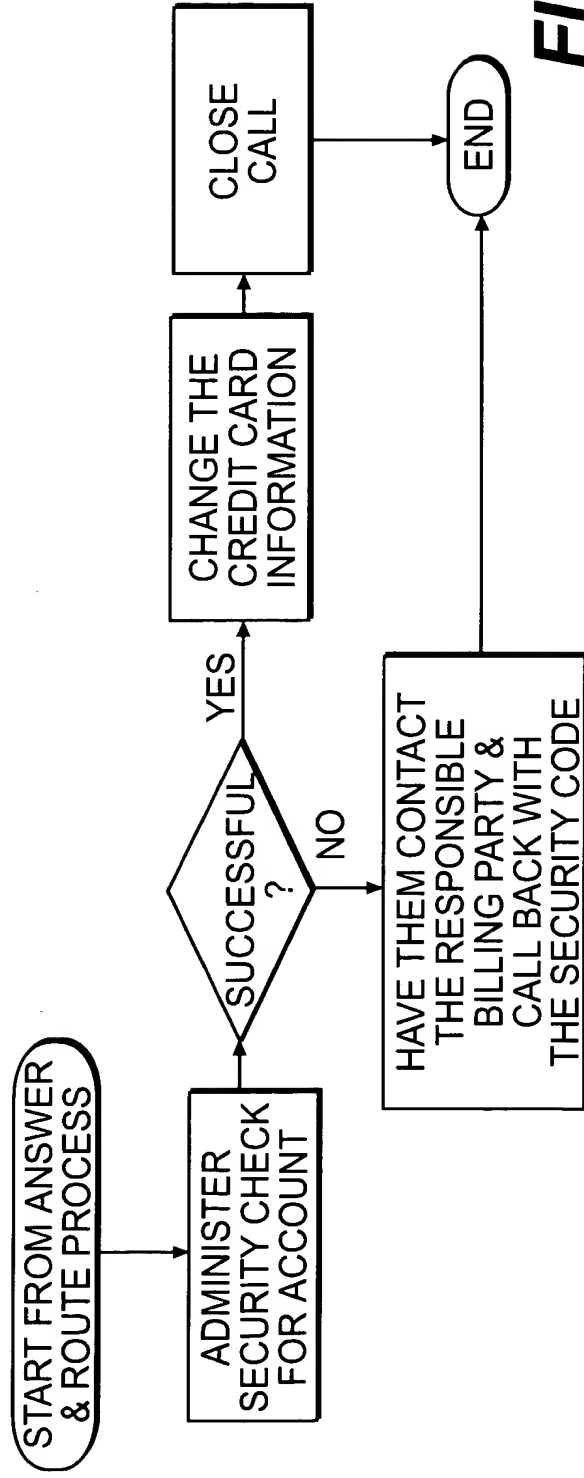 START FROM ANSWER
& ROUTE PROCESS
ADMINISTER
SECURITY CHECK
FOR ACCOUNT
SUCCESSFUL
?
YES
NO
CHANGE THE
CREDIT CARD
INFORMATION
CLOSE
CALL
HAVE THEM CONTACT
THE RESPONSIBLE
BILLING PARTY &
CALL BACK WITH
THE SECURITY CODE
END